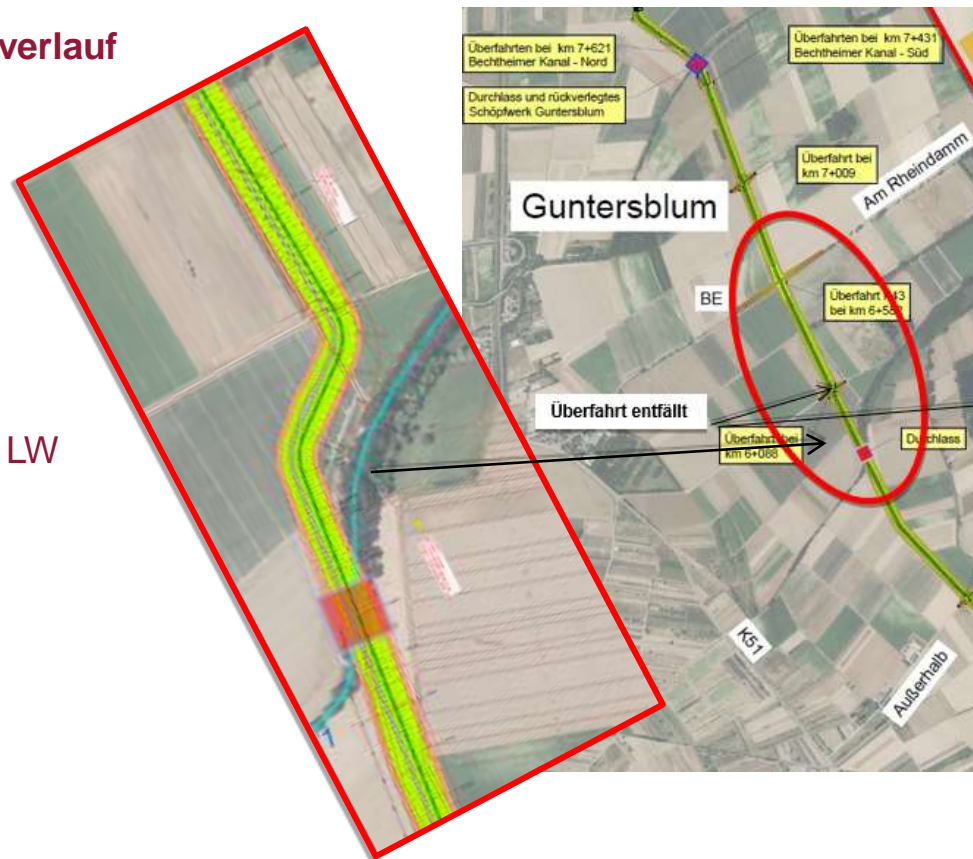 verlauf
LW
Überfahrten bei km 7+621
Bechtheimer Kanal - Nord
Überfahrten bei km 7+431
Bechtheimer Kanal - Süd
Durchlass und rückverlegtes
Schöpfwerk Guntersblum
Überfahrt bei
km 7+009
Am Rheindamm
Guntersblum
BE
Überfahrt
bei km
Überfahrt entfällt
Überfahrt bei
km 6+088
Durchlass
K51
Außerhalb